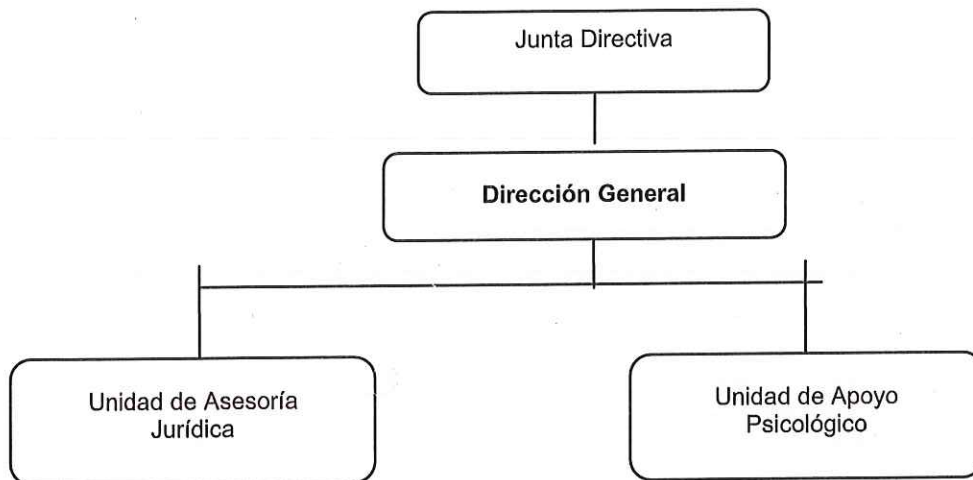 Junta Directiva
Dirección General
Unidad de Asesoría
Jurídica
Unidad de Apoyo
Psicológico